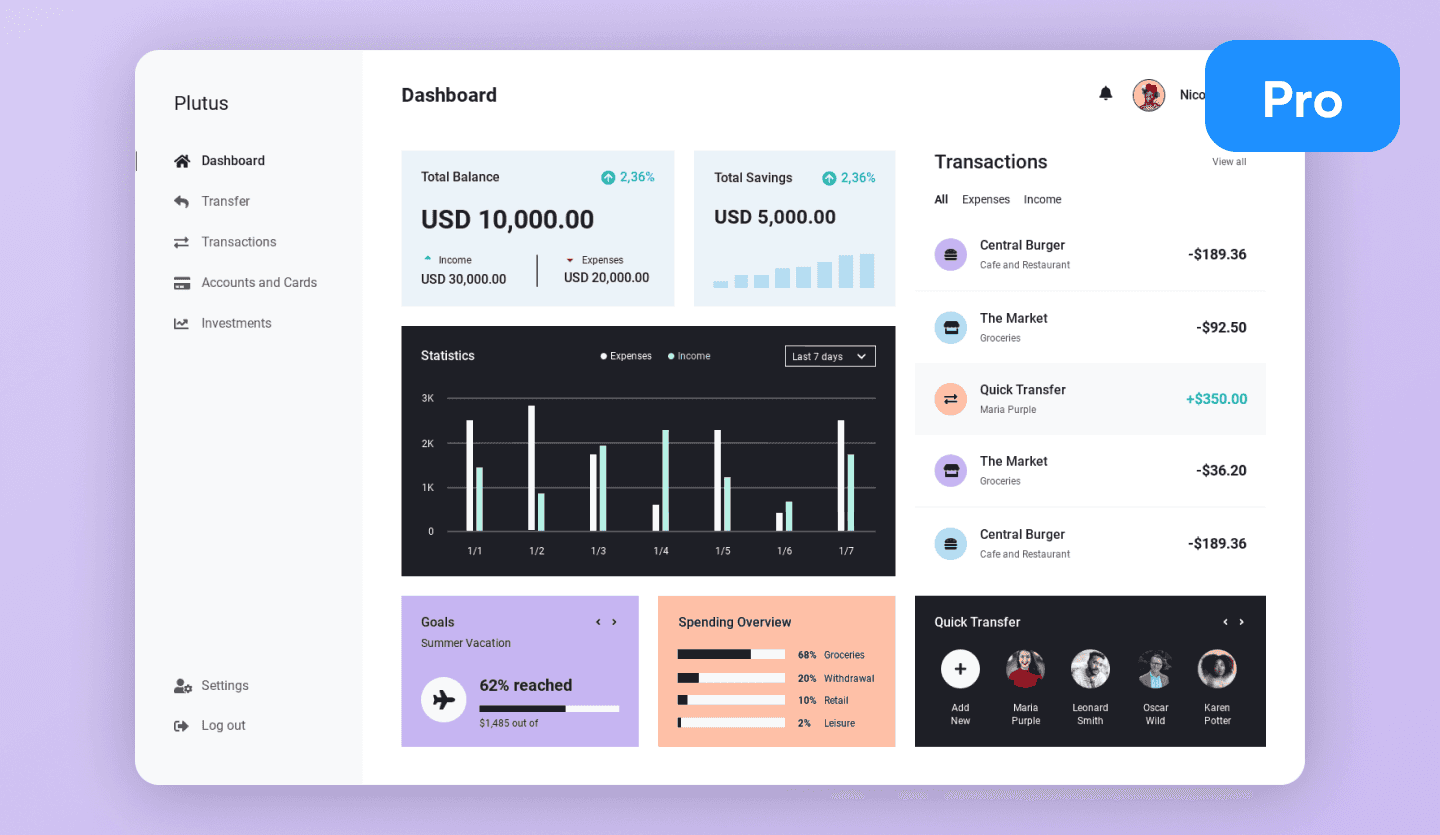 Plutus
Dashboard
Transfer
Transactions
Accounts and Cards
Investments
Settings
Log out
Dashboard
Nico
Pro
Total Balance
2,36%
USD 10,000.00
Income
USD 30,000.00
Expenses
USD 20,000.00
Total Savings
2,36%
USD 5,000.00
Statistics
Expenses
Income
Last 7 days
3K
2K
1K
0
1/1 1/2 1/3 1/4 1/5 1/6 1/7
Transactions
View all
All Expenses Income
Central Burger
Cafe and Restaurant
-$189.36
The Market
Groceries
-$92.50
Quick Transfer
Maria Purple
+$350.00
The Market
Groceries
-$36.20
Central Burger
Cafe and Restaurant
-$189.36
Goals
Summer Vacation
62% reached
$1,485 out of
Spending Overview
68% Groceries
20% Withdrawal
10% Retail
2% Leisure
Quick Transfer
Add
New
Maria
Purple
Leonard
Smith
Oscar
Wild
Karen
Potter